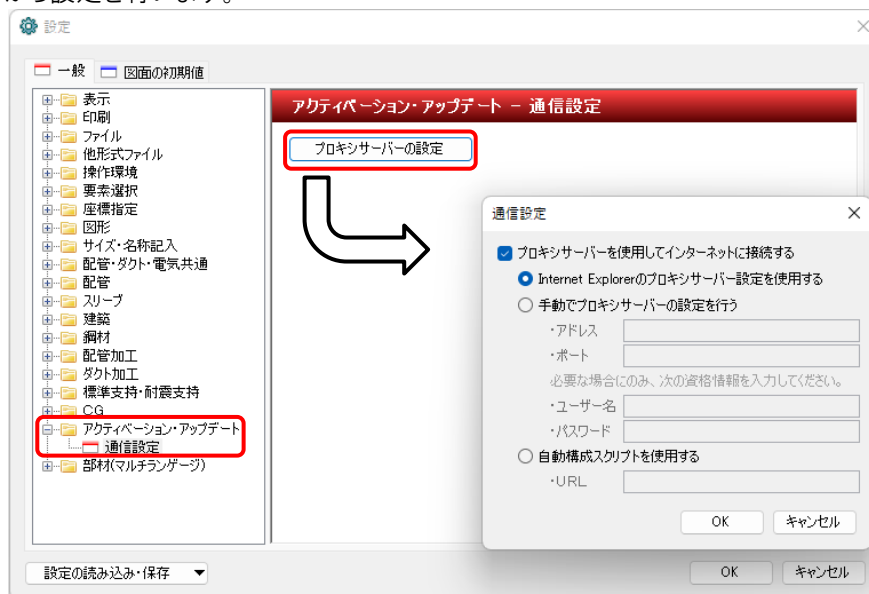 から設定を行います。
設定
一般
図面の初期値
表示
印刷
ファイル
他形式ファイル
操作環境
要素選択
座標指定
図形
サイズ・名称記入
配管・ダクト・電気共通
配管
スリーブ
建築
鋼材
配管加工
ダクト加工
標準支持・耐震支持
CG
アクティベーション・アップデート
通信設定
部材(マルチランゲージ)
アクティベーション・アップデート － 通信設定
プロキシサーバーの設定
通信設定
プロキシサーバーを使用してインターネットに接続する
Internet Explorerのプロキシサーバー設定を使用する
手動でプロキシサーバーの設定を行う
・アドレス
・ポート
必要な場合にのみ、次の資格情報を入力してください。
・ユーザー名
・パスワード
自動構成スクリプトを使用する
・URL
OK
キャンセル
設定の読み込み・保存
OK
キャンセル